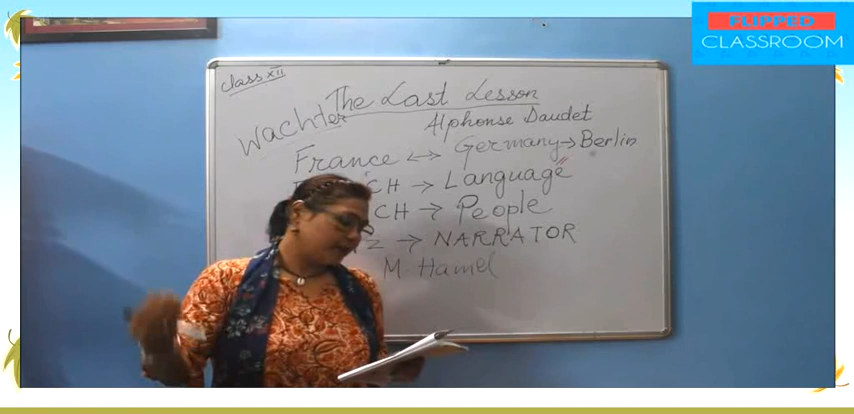 FLIPPED
CLASSROOM
Class XII
The Last Lesson
Wachter
Alphonse Daudet
France ↔ Germany → Berlin
CH → Language
CH → People
Z → NARRATOR
M Hamel